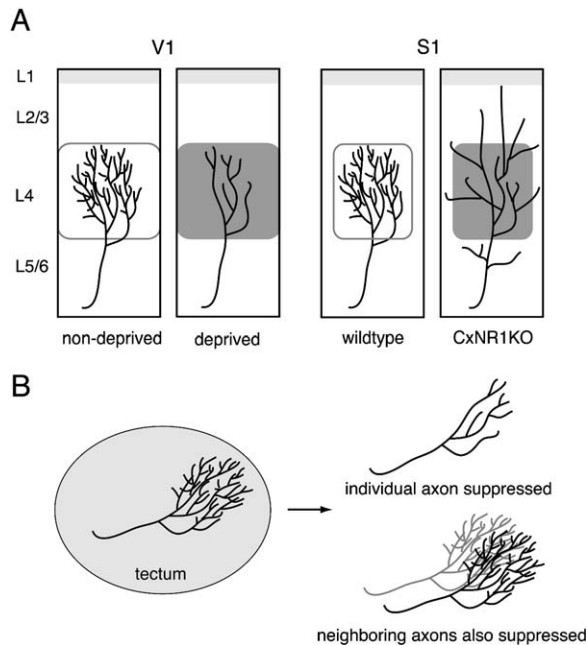 A
V1
S1
L1
L2/3
L4
L5/6
non-deprived
deprived
wildtype
CxNR1KO
B
tectum
individual axon suppressed
neighboring axons also suppressed